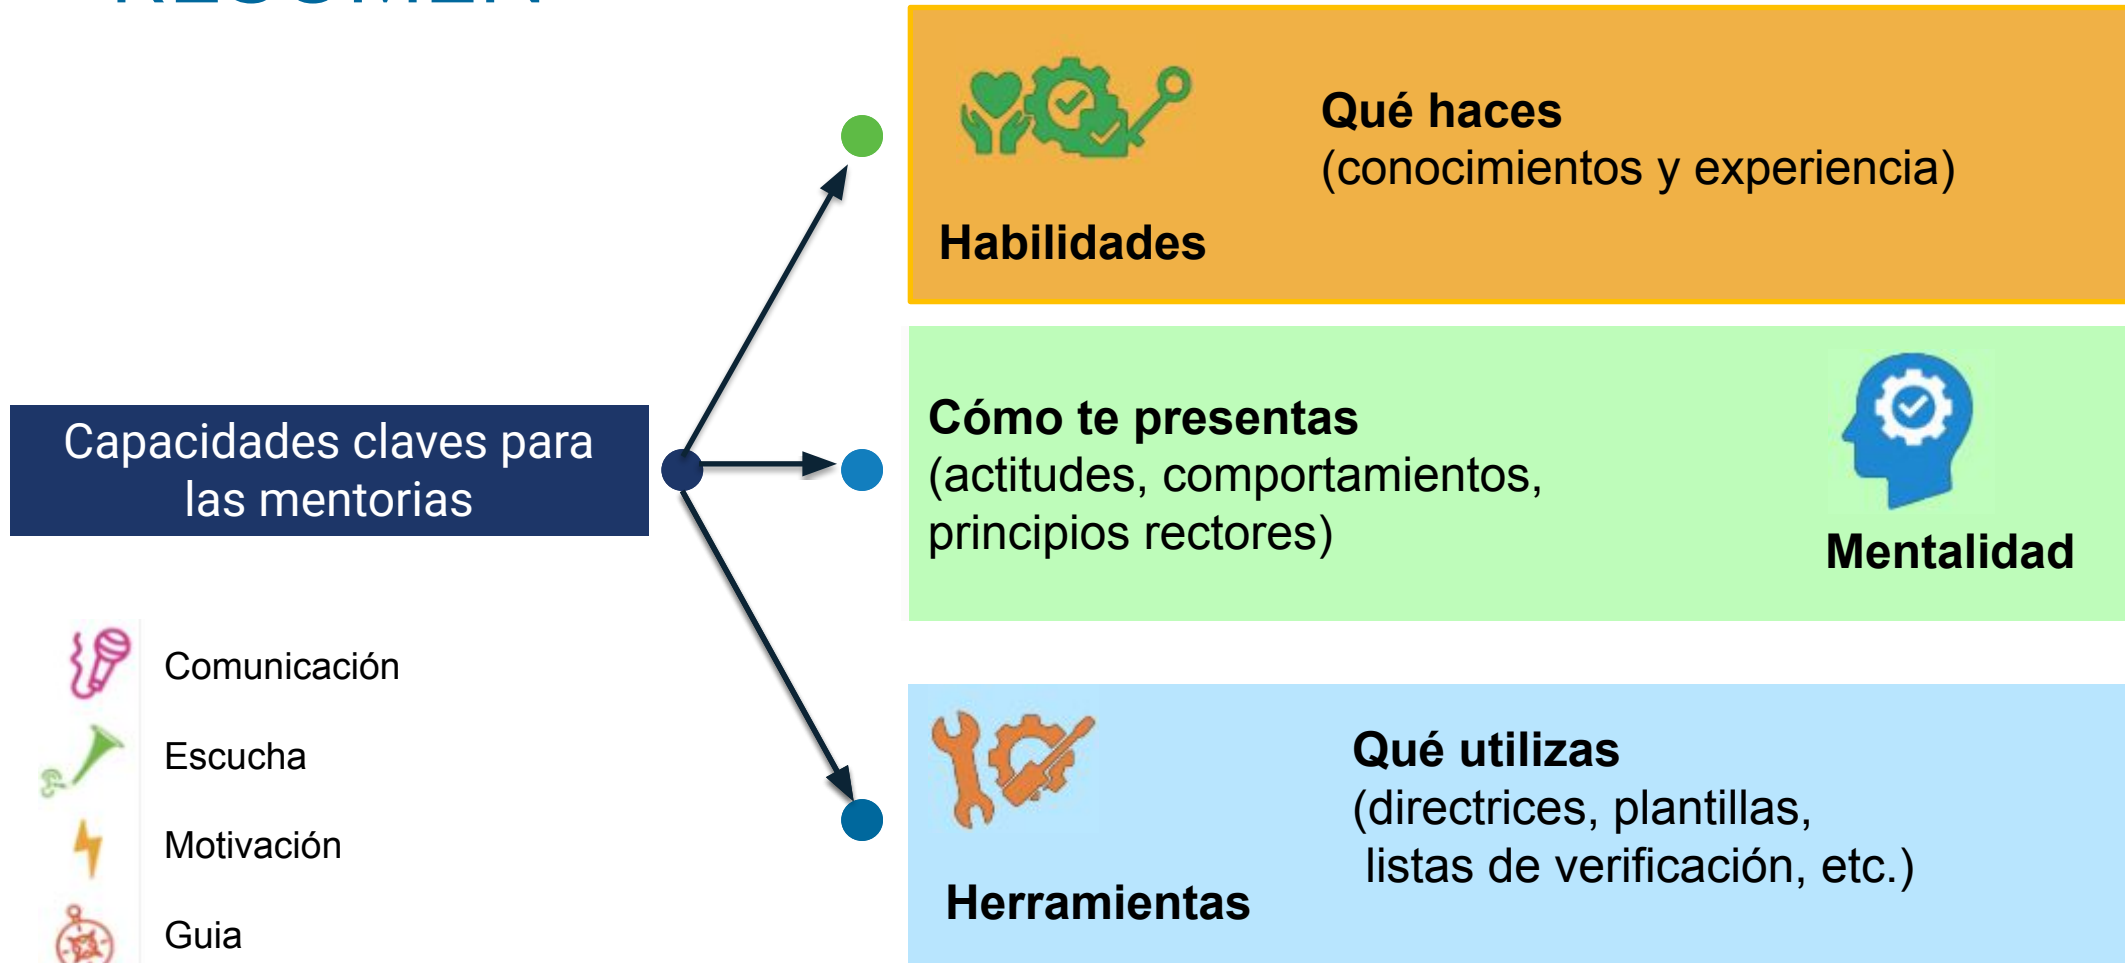 RESUMEN
Qué haces
(conocimientos y experiencia)
Habilidades
Capacidades claves para
las mentorias
Cómo te presentas
(actitudes, comportamientos,
principios rectores)
Mentalidad
Comunicación
Escucha
Motivación
Guia
Qué utilizas
(directrices, plantillas,
listas de verificación, etc.)
Herramientas